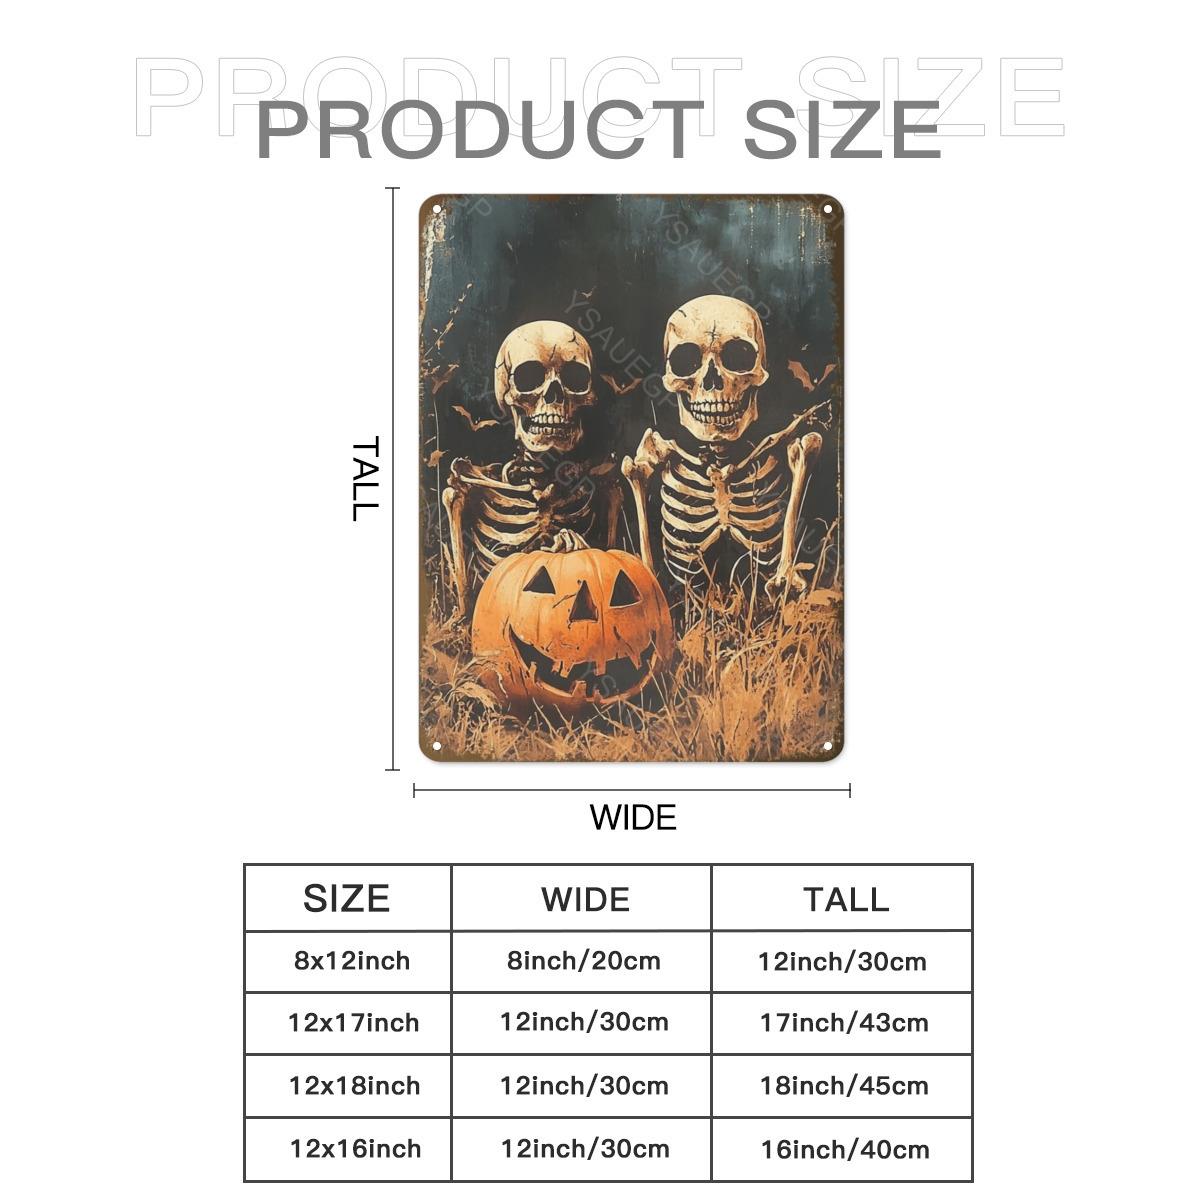 PRODUCT SIZE
PRODUCT SIZE
YSAUEGP
YSAUEGP
YSAUEGP
TALL
WIDE
SIZE WIDE TALL
8x12inch 8inch/20cm 12inch/30cm
12x17inch 12inch/30cm 17inch/43cm
12x18inch 12inch/30cm 18inch/45cm
12x16inch 12inch/30cm 16inch/40cm